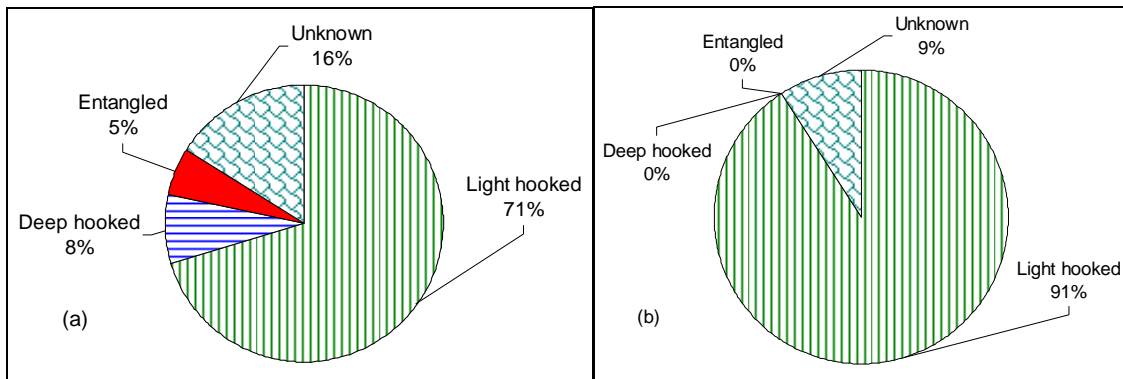 Unknown
16%
Entangled
5%
Light hooked
71%
Deep hooked
8%
(a)
Unknown
9%
Entangled
0%
Deep hooked
0%
Light hooked
91%
(b)